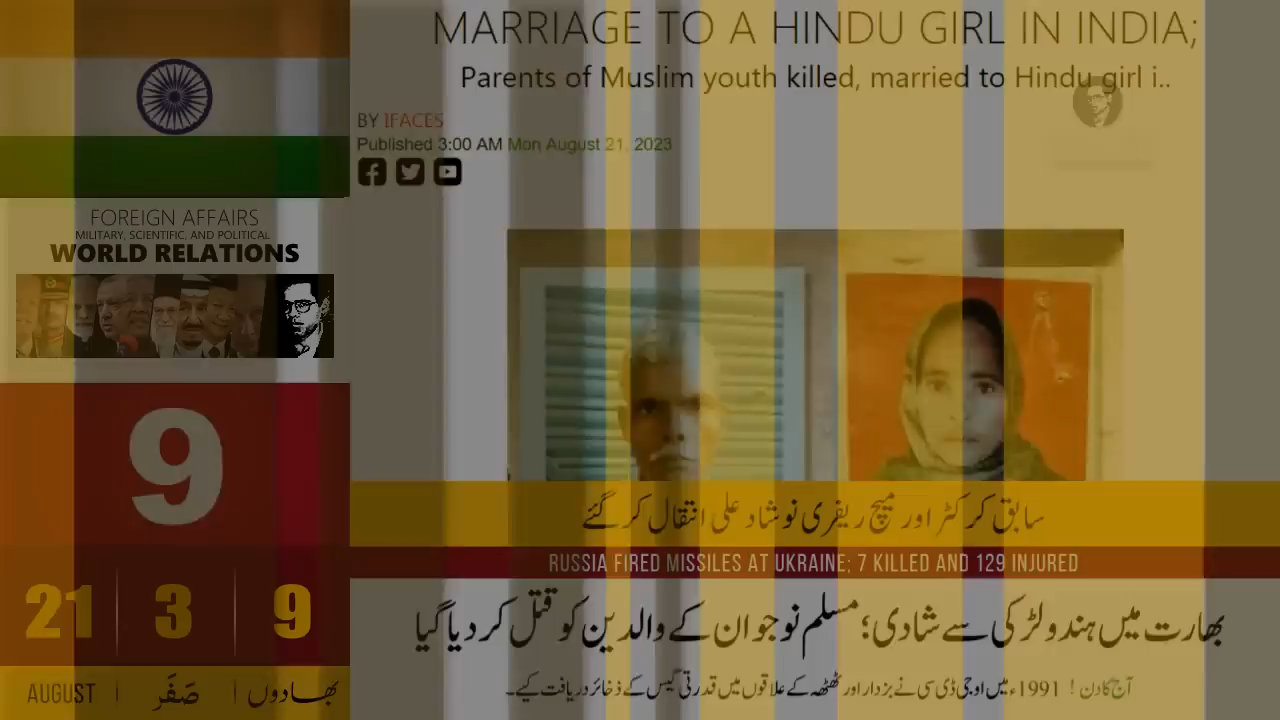 MARRIAGE TO A HINDU GIRL IN INDIA;
Parents of Muslim youth killed, married to Hindu girl i..
BY IFACES
Published 3:00 AM Mon August 21, 2023
FOREIGN AFFAIRS
MILITARY, SCIENTIFIC, AND POLITICAL
WORLD RELATIONS
9
21 | 3 | 9
AUGUST | صَفَر | بھادوں
سابق کرکٹر اور میچ ریفری نوشاد علی انتقال کر گئے
RUSSIA FIRED MISSILES AT UKRAINE; 7 KILLED AND 129 INJURED
بھارت میں ہندو لڑکی سے شادی؛ مسلم نوجوان کے والدین کو قتل کر دیا گیا
آج کا دن ! 1991ء میں او جی ڈی سی نے بزدار اور ٹھٹھہ کے علاقوں میں قدرتی گیس کے ذخائر دریافت کیے۔